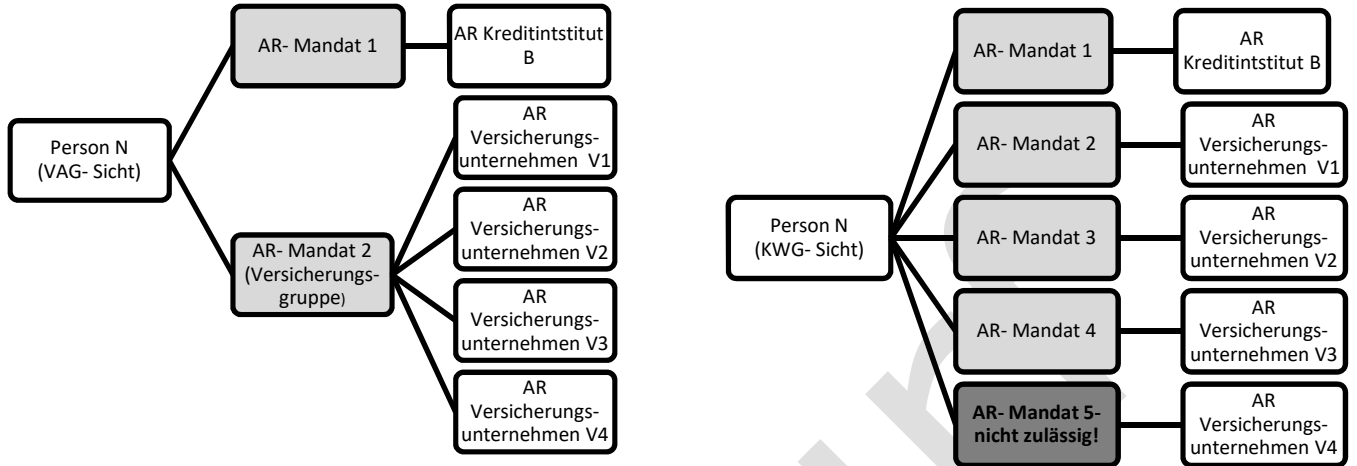 Person N
(VAG- Sicht)
AR- Mandat 1
AR Kreditintstitut
B
AR- Mandat 2
(Versicherungs-
gruppe)
AR
Versicherungs-
unternehmen  V1
AR
Versicherungs-
unternehmen V2
AR
Versicherungs-
unternehmen V3
AR
Versicherungs-
unternehmen V4
Person N
(KWG- Sicht)
AR- Mandat 1
AR
Kreditintstitut B
AR- Mandat 2
AR
Versicherungs-
unternehmen  V1
AR- Mandat 3
AR
Versicherungs-
unternehmen V2
AR- Mandat 4
AR
Versicherungs-
unternehmen V3
AR- Mandat 5-
nicht zulässig!
AR
Versicherungs-
unternehmen V4